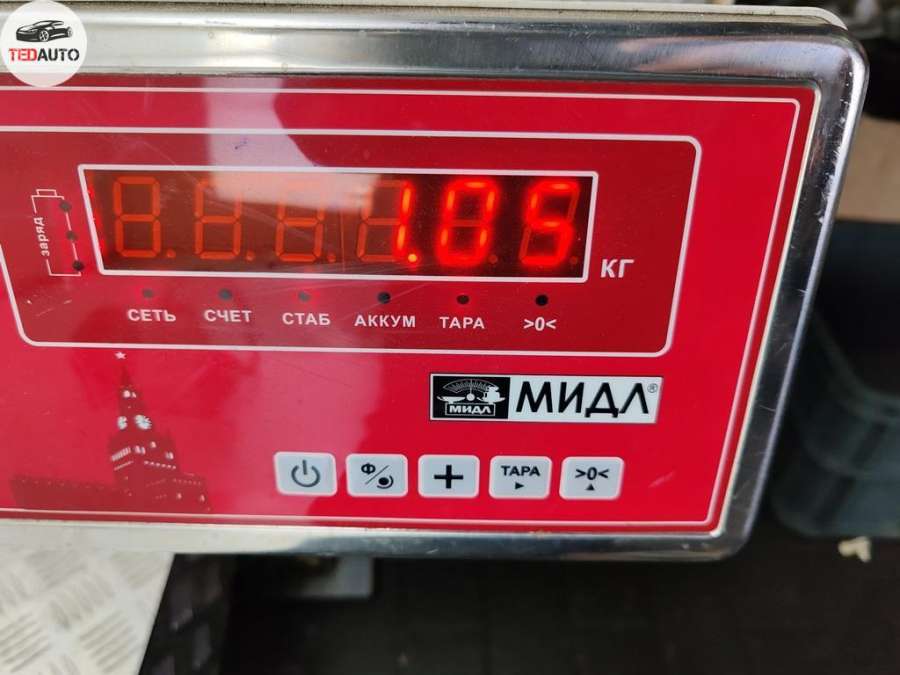 TEDAUTO
1.05
заряд
КГ
СЕТЬ СЧЕТ СТАБ АККУМ ТАРА >0<
МИДЛ МИДЛ®
Ф + ТАРА >0<